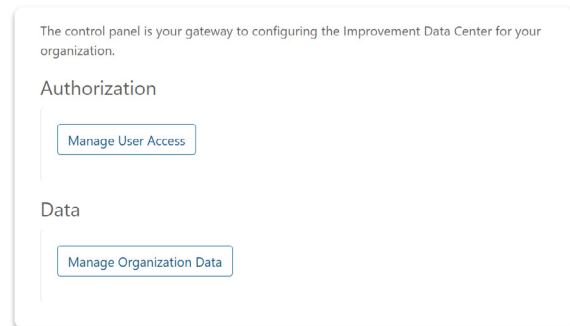 The control panel is your gateway to configuring the Improvement Data Center for your
organization.
Authorization
Manage User Access
Data
Manage Organization Data